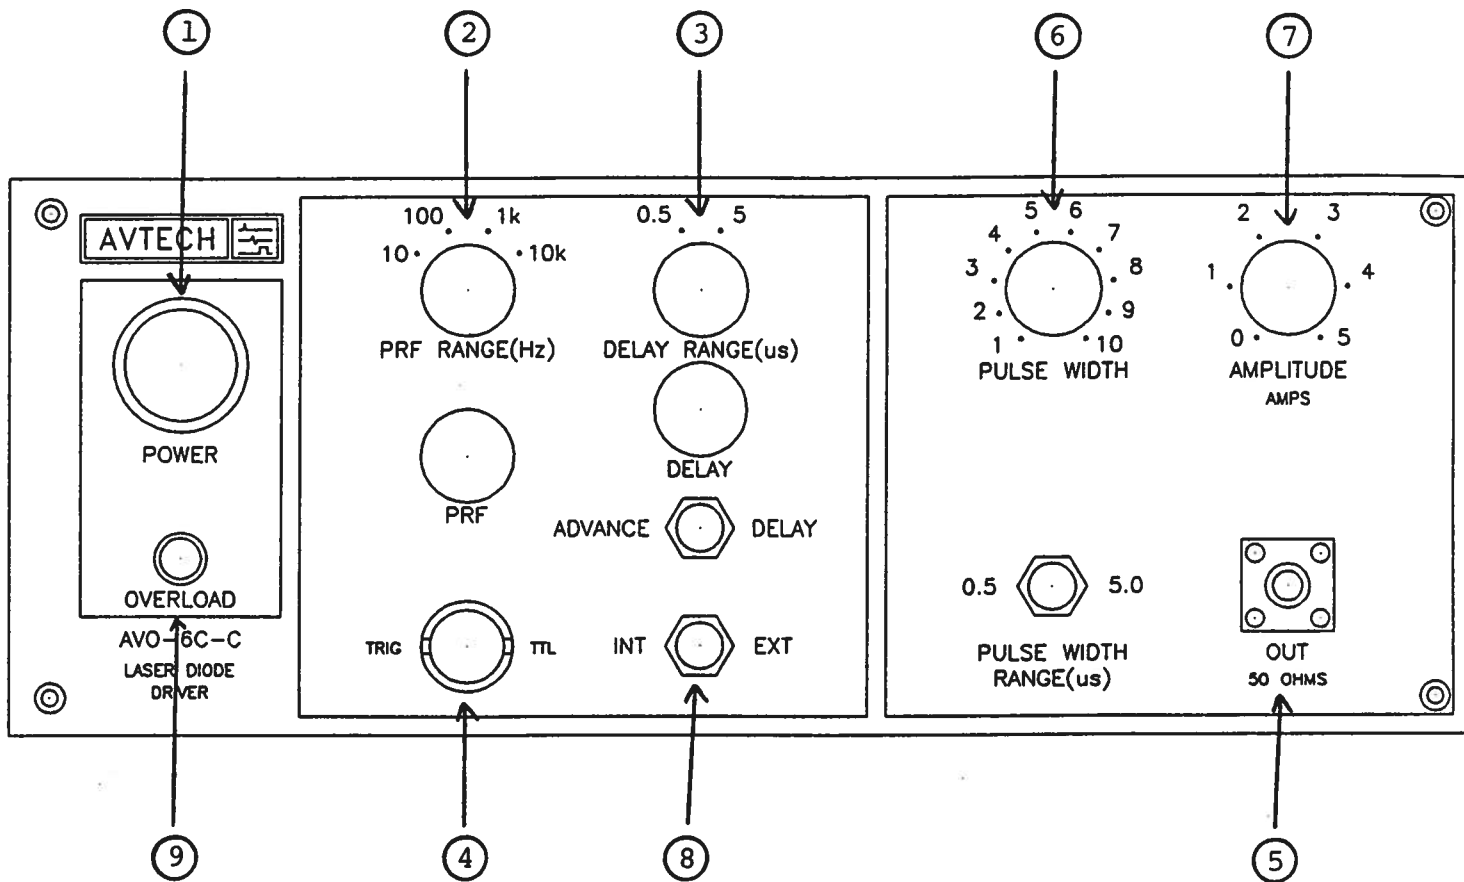 1 2 3 6 7
AVTECH
POWER
OVERLOAD
AVO-6C-C
LASER DIODE
DRIVER
10 100 1k 10k
PRF RANGE(Hz)
PRF
TRIG TTL
0.5 5
DELAY RANGE(us)
DELAY
ADVANCE DELAY
INT EXT
1 2 3 4 5 6 7 8 9 10
PULSE WIDTH
0.5 5.0
PULSE WIDTH
RANGE(us)
0 1 2 3 4 5
AMPLITUDE
AMPS
OUT
50 OHMS
9 4 8 5